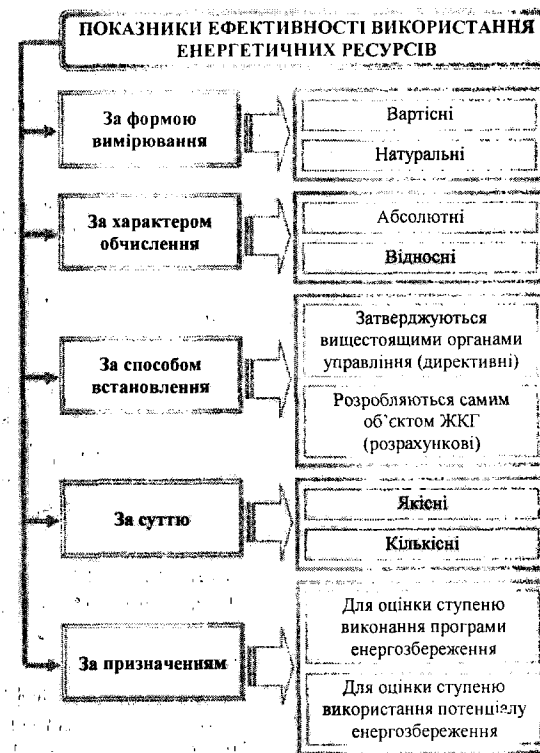 ПОКАЗНИКИ ЕФЕКТИВНОСТІ ВИКОРИСТАННЯ
ЕНЕРГЕТИЧНИХ РЕСУРСІВ
За формою
вимірювання
Вартісні
Натуральні
За характером
обчислення
Абсолютні
Відносні
За способом
встановлення
Затверджуються
вищестоящими органами
управління (директивні)
Розробляються самим
об’єктом ЖКГ
(розрахункові)
За суттю
Якісні
Кількісні
За призначенням
Для оцінки ступеню
виконання програми
енергозбереження
Для оцінки ступеню
використання потенціалу
енергозбереження